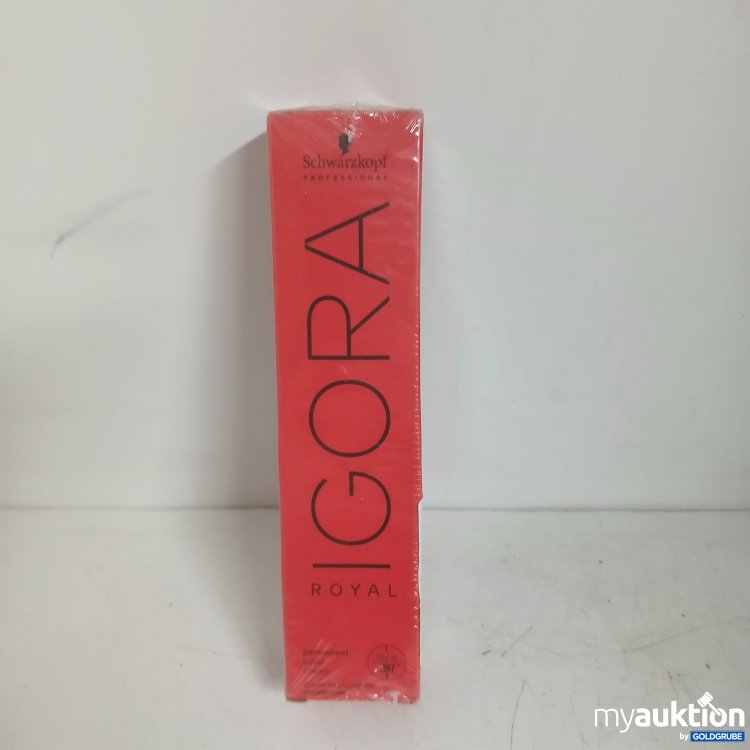 Schwarzkopf
PROFESSIONAL
IGORA
ROYAL
permanent
color
creme
myauktion
by GOLDGRUBE